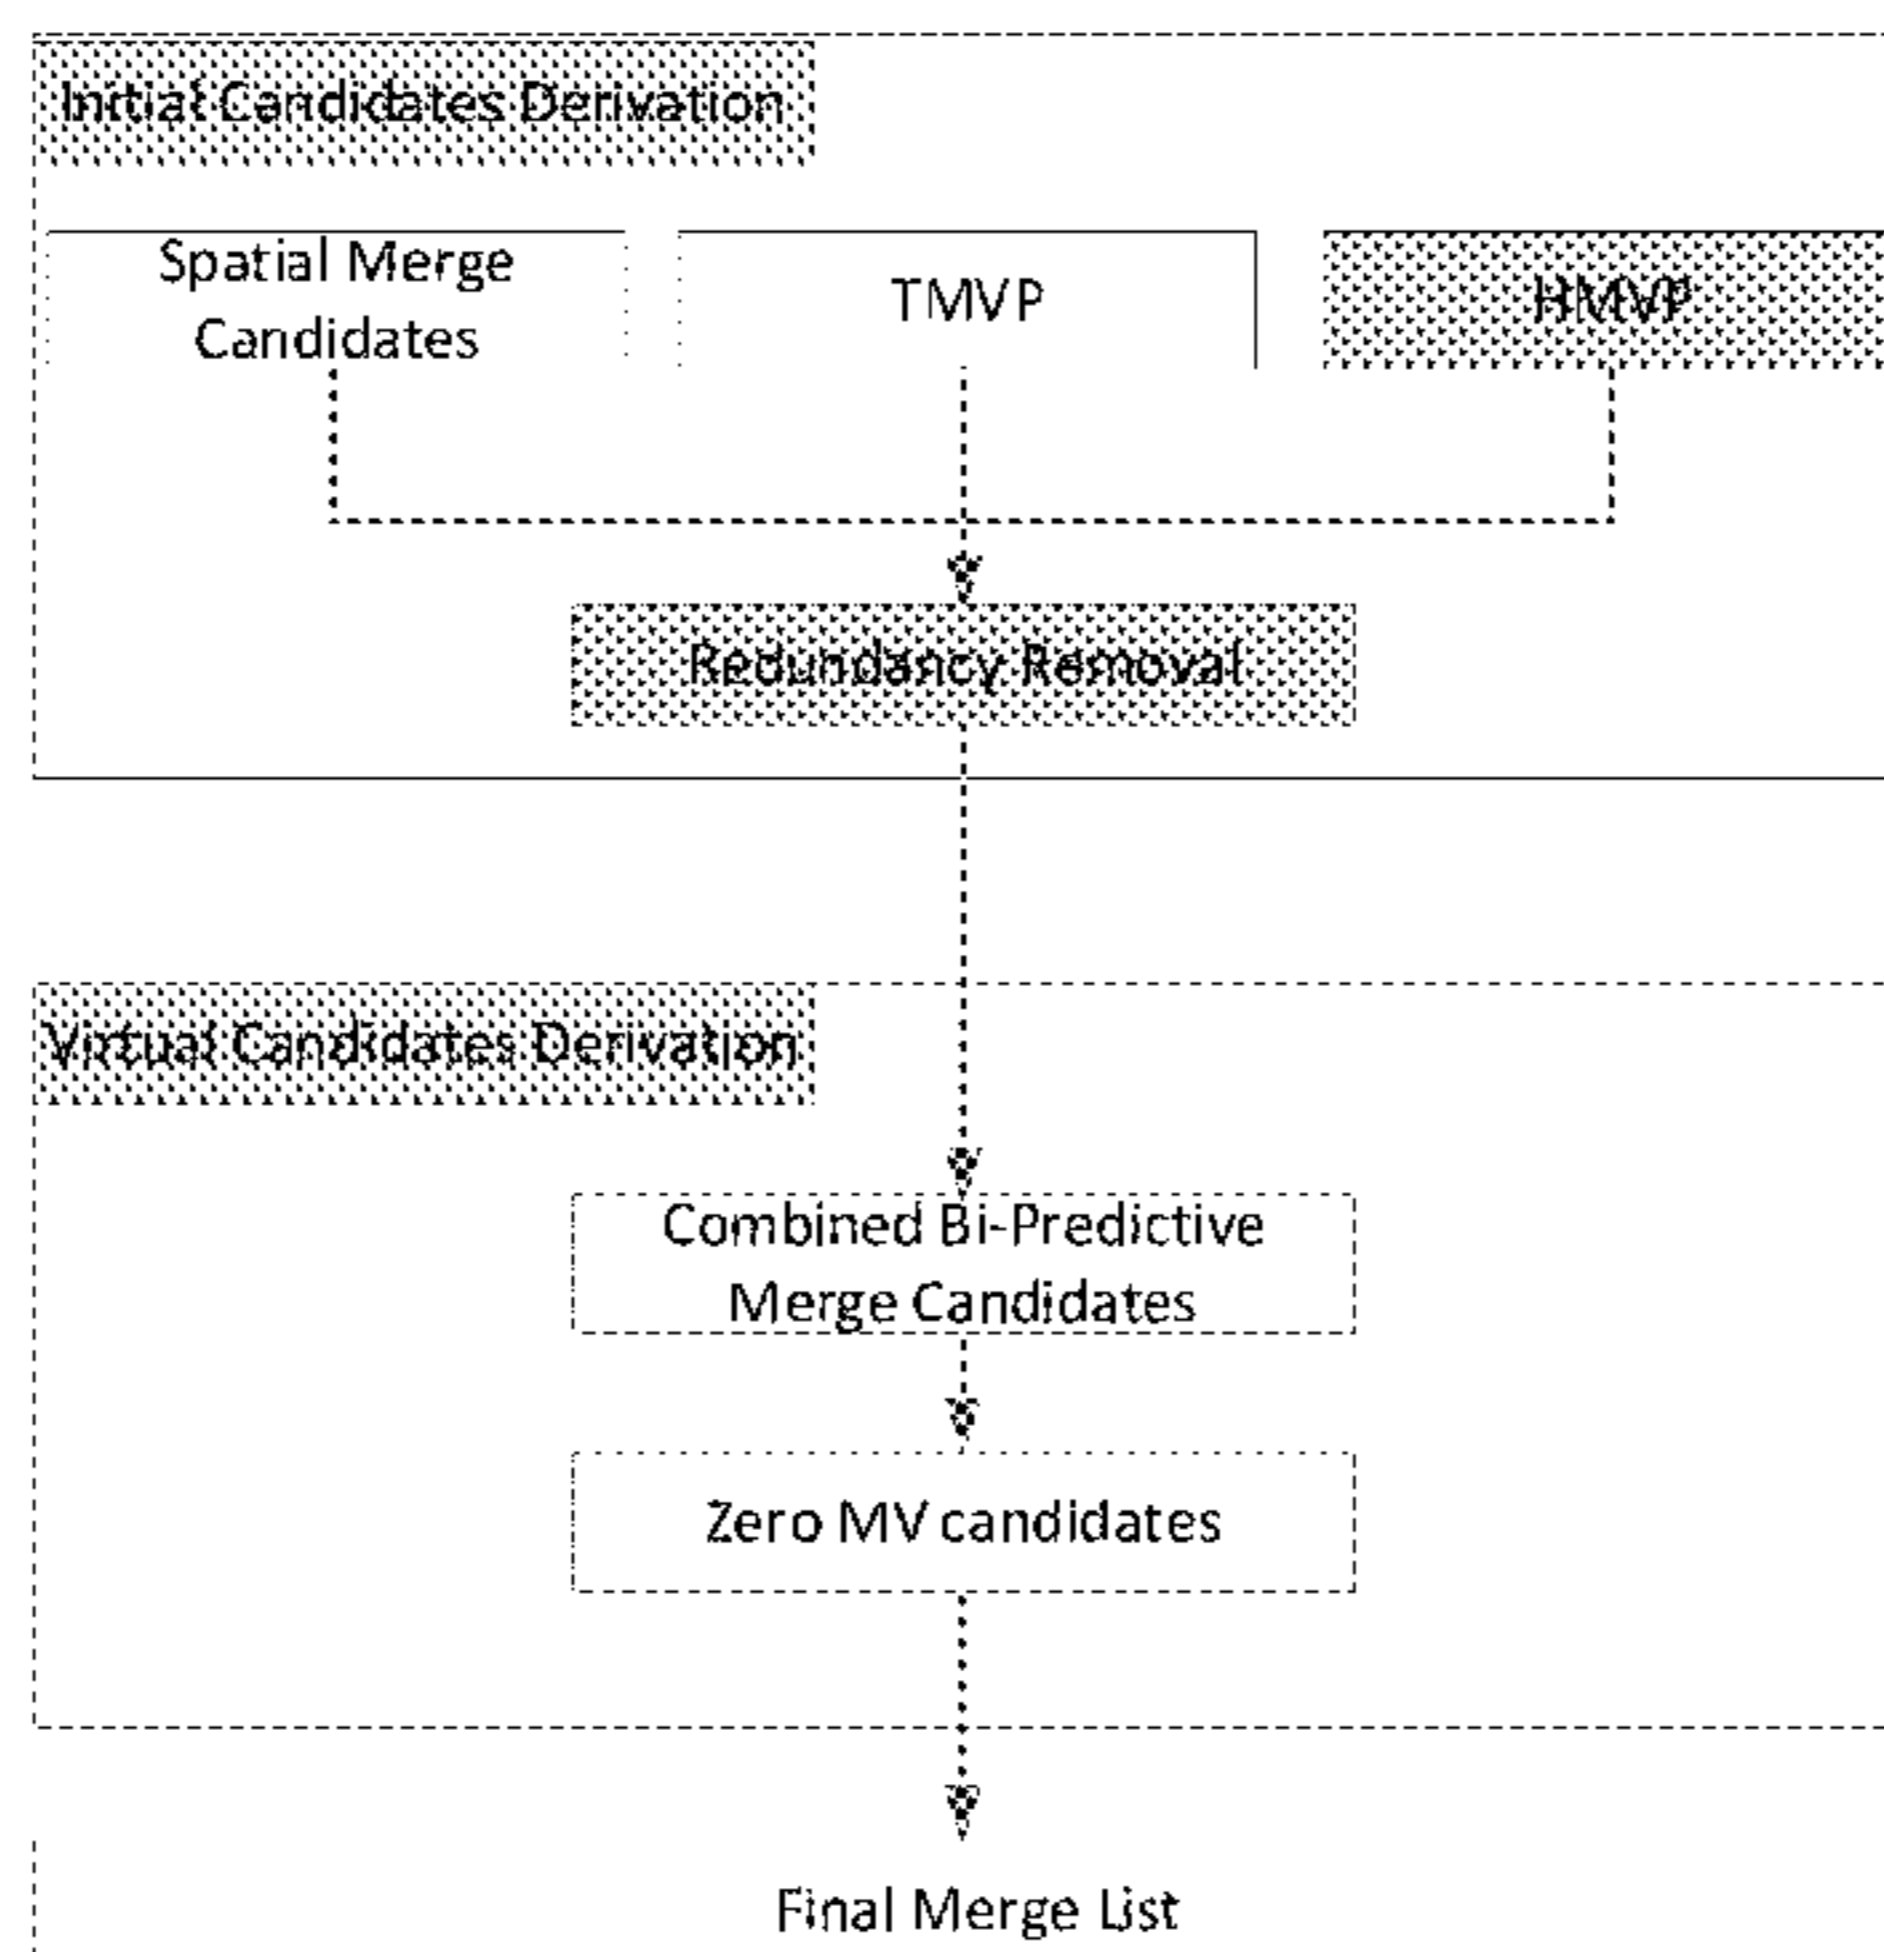 Initial Candidates Derivation
Spatial Merge
Candidates
TMVP
HMVP
Redundancy Removal
Virtual Candidates Derivation
Combined Bi-Predictive
Merge Candidates
Zero MV candidates
Final Merge List